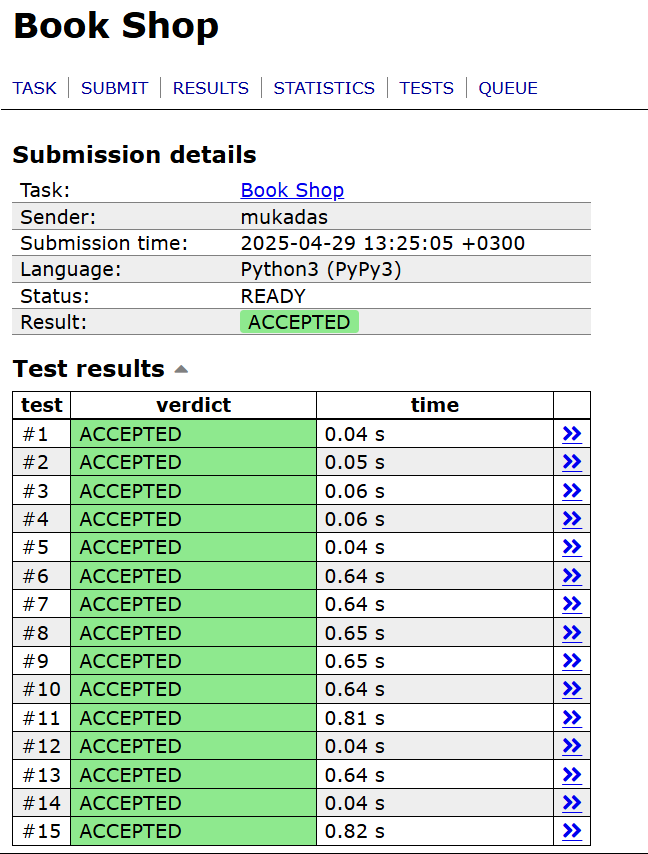 Book Shop
TASK | SUBMIT | RESULTS | STATISTICS | TESTS | QUEUE
Submission details
Task: Book Shop
Sender: mukadas
Submission time: 2025-04-29 13:25:05 +0300
Language: Python3 (PyPy3)
Status: READY
Result: ACCEPTED
Test results
test verdict time
#1 ACCEPTED 0.04 s »
#2 ACCEPTED 0.05 s »
#3 ACCEPTED 0.06 s »
#4 ACCEPTED 0.06 s »
#5 ACCEPTED 0.04 s »
#6 ACCEPTED 0.64 s »
#7 ACCEPTED 0.64 s »
#8 ACCEPTED 0.65 s »
#9 ACCEPTED 0.65 s »
#10 ACCEPTED 0.64 s »
#11 ACCEPTED 0.81 s »
#12 ACCEPTED 0.04 s »
#13 ACCEPTED 0.64 s »
#14 ACCEPTED 0.04 s »
#15 ACCEPTED 0.82 s »